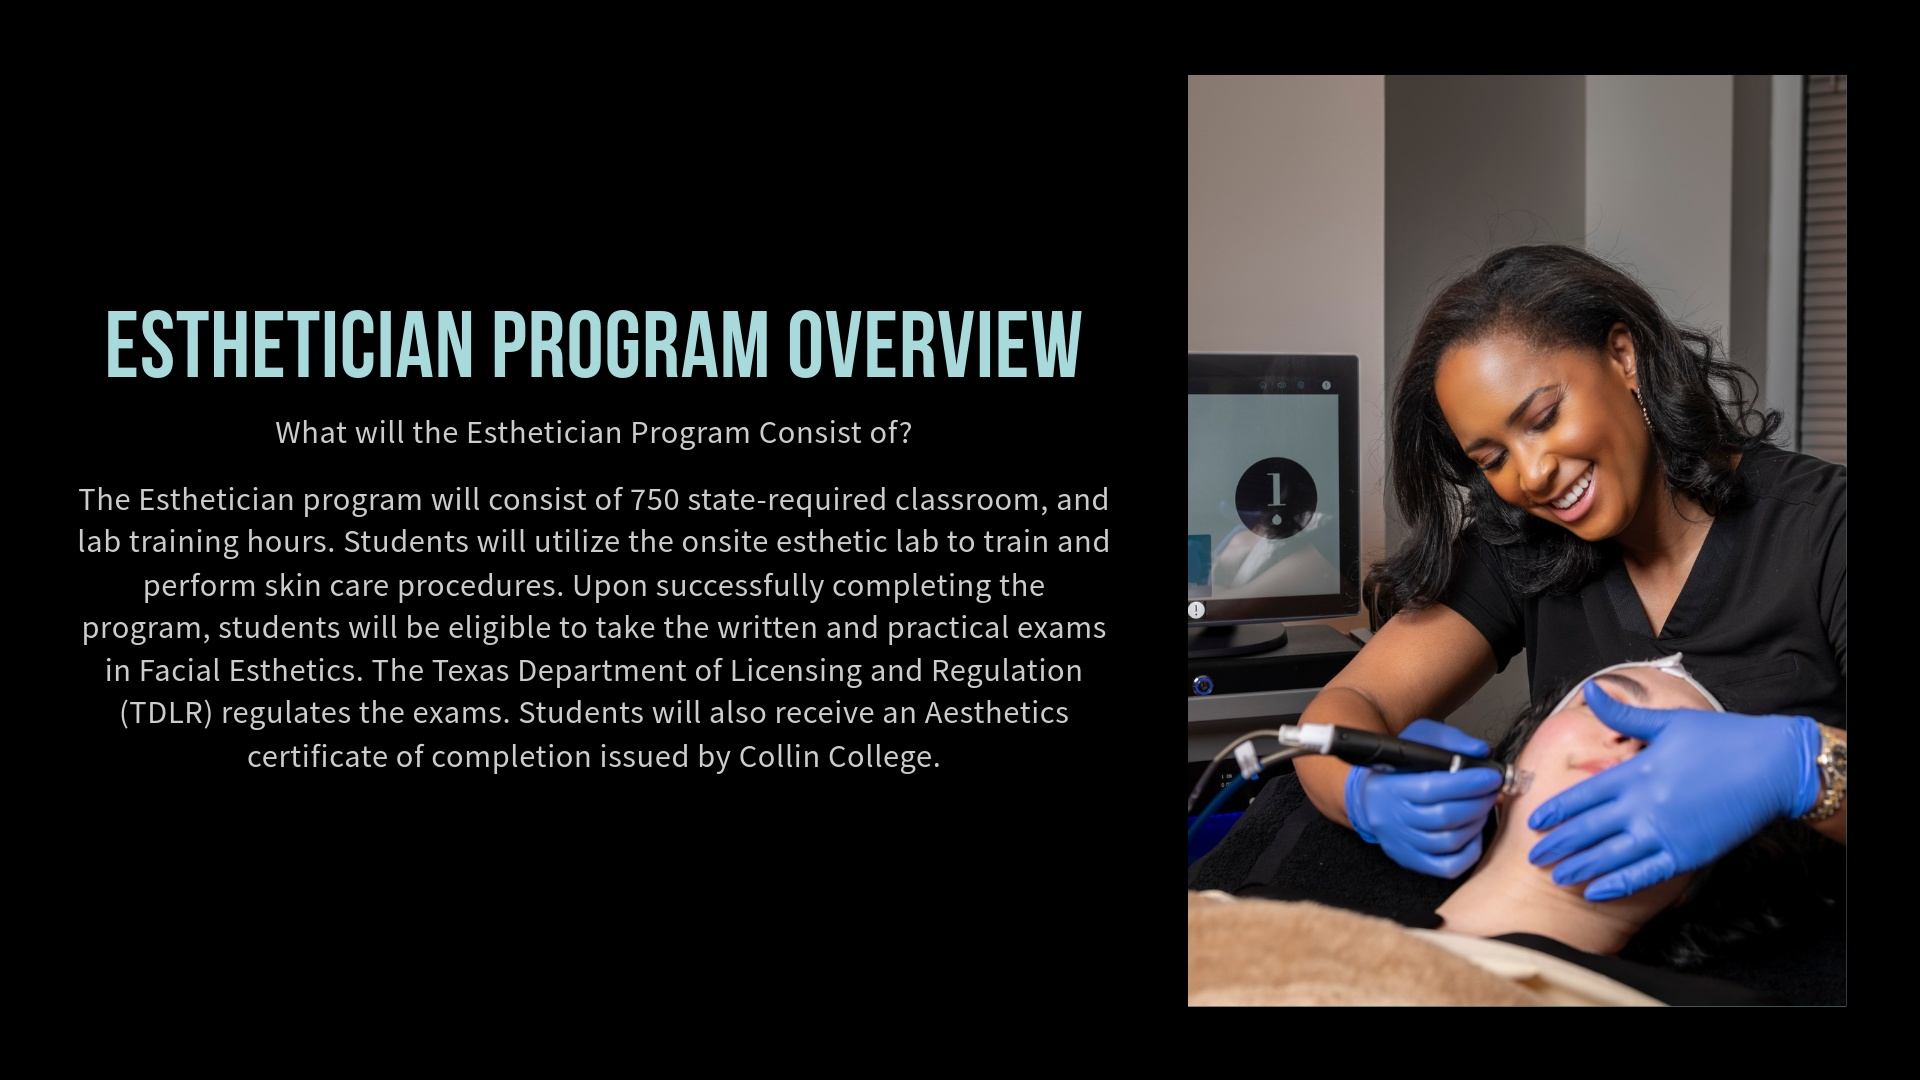 ESTHETICIAN PROGRAM OVERVIEW
What will the Esthetician Program Consist of?
The Esthetician program will consist of 750 state-required classroom, and
lab training hours. Students will utilize the onsite esthetic lab to train and
perform skin care procedures. Upon successfully completing the
program, students will be eligible to take the written and practical exams
in Facial Esthetics. The Texas Department of Licensing and Regulation
(TDLR) regulates the exams. Students will also receive an Aesthetics
certificate of completion issued by Collin College.
1